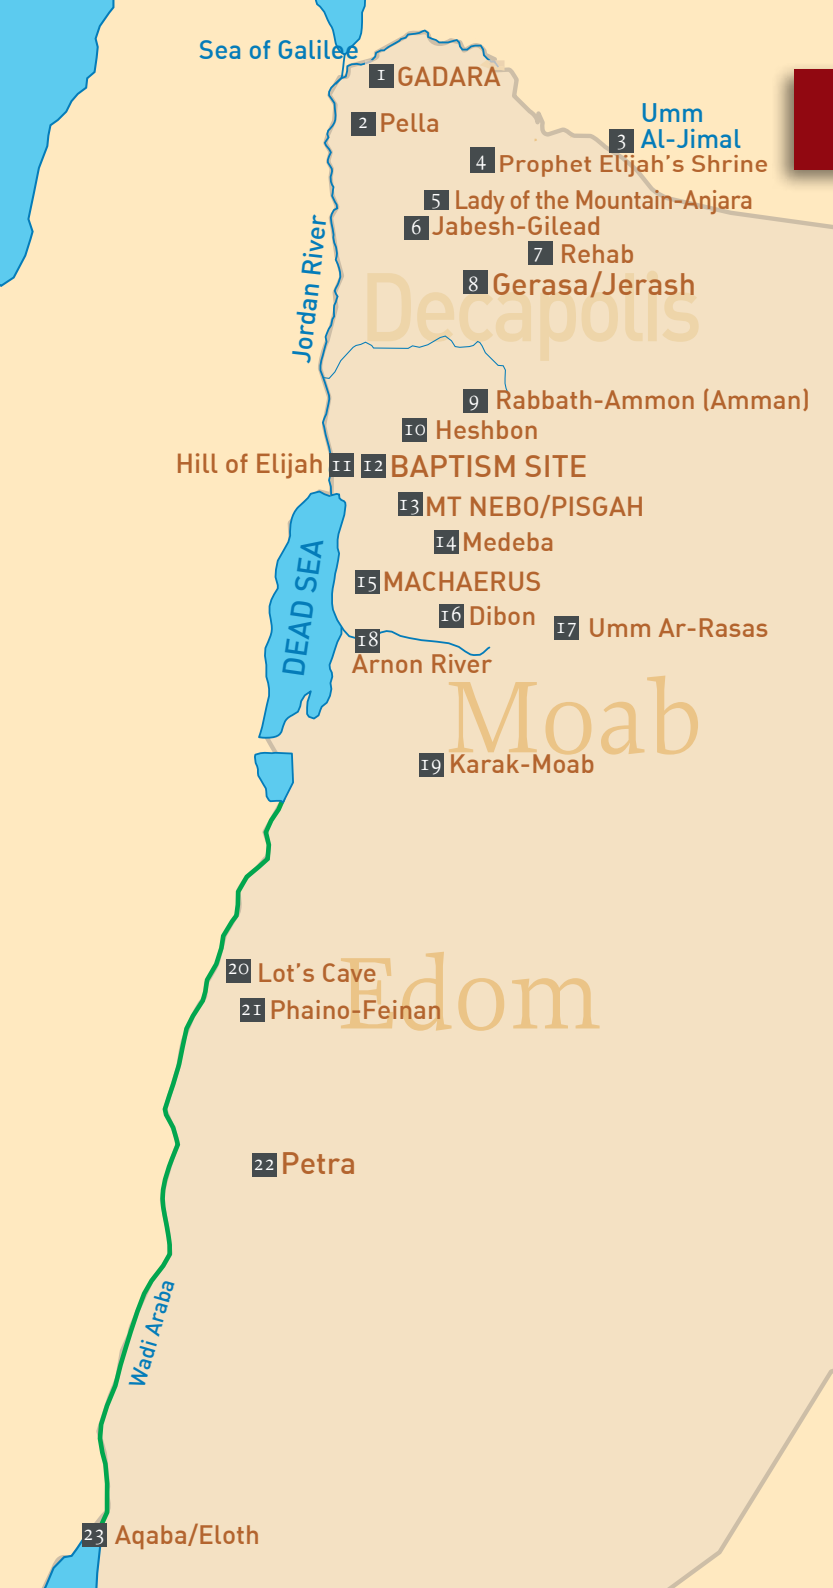 Sea of Galilee
1 GADARA
2 Pella
Umm
3 Al-Jimal
4 Prophet Elijah's Shrine
5 Lady of the Mountain-Anjara
6 Jabesh-Gilead
7 Rehab
Jordan River
8 Gerasa/Jerash
Decapolis
9 Rabbath-Ammon (Amman)
10 Heshbon
Hill of Elijah 11 12 BAPTISM SITE
13 MT NEBO/PISGAH
14 Medeba
DEAD SEA
15 MACHAERUS
16 Dibon
17 Umm Ar-Rasas
18
Arnon River
Moab
19 Karak-Moab
20 Lot's Cave
Edom
21 Phaino-Feinan
22 Petra
Wadi Araba
23 Aqaba/Eloth